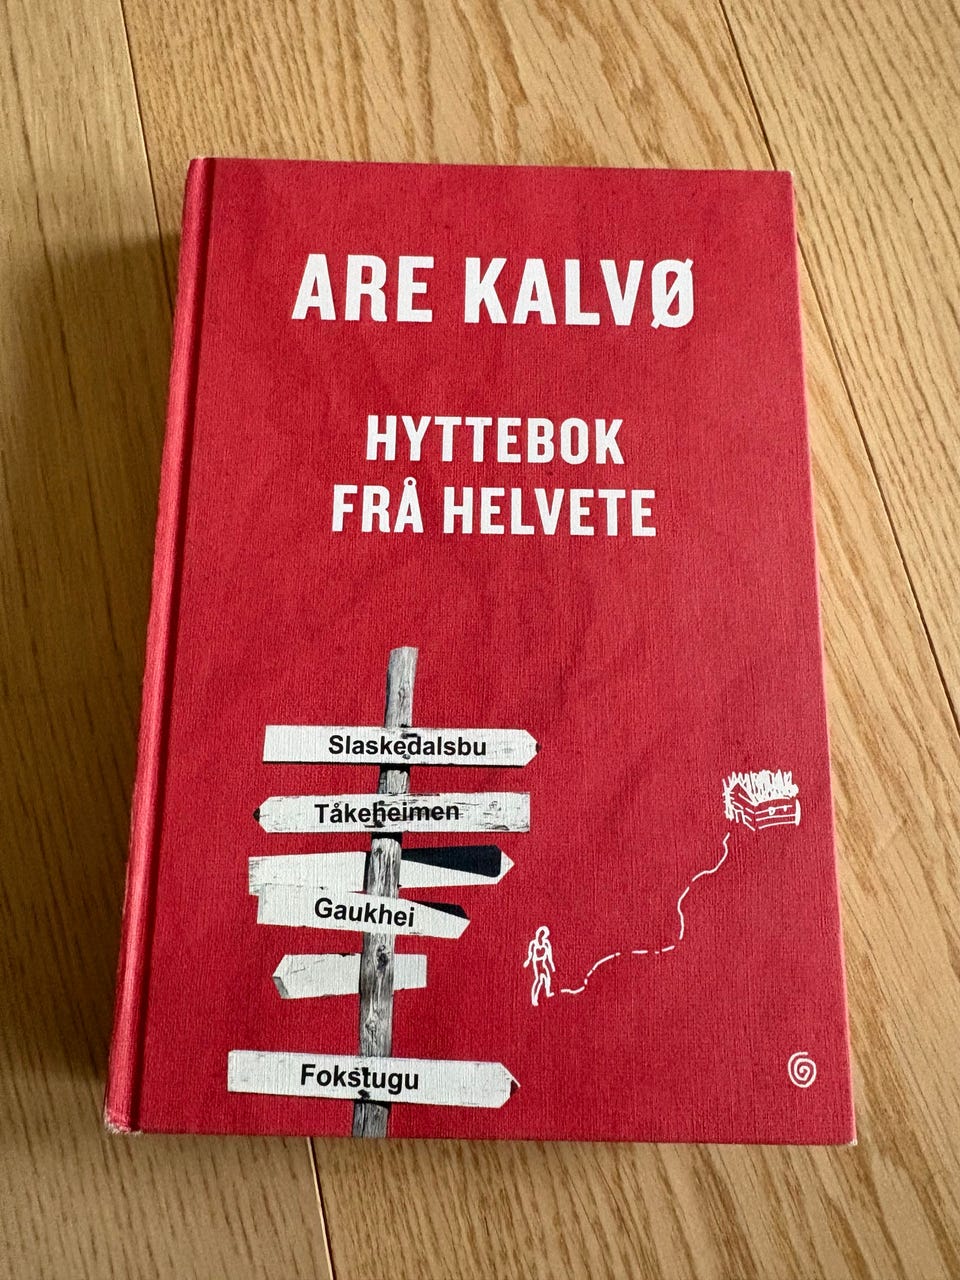 ARE KALVØ
HYTTEBOK
FRÅ HELVETE
Slaskedalsbu
Tåkeheimen
Gaukhei
Fokstugu